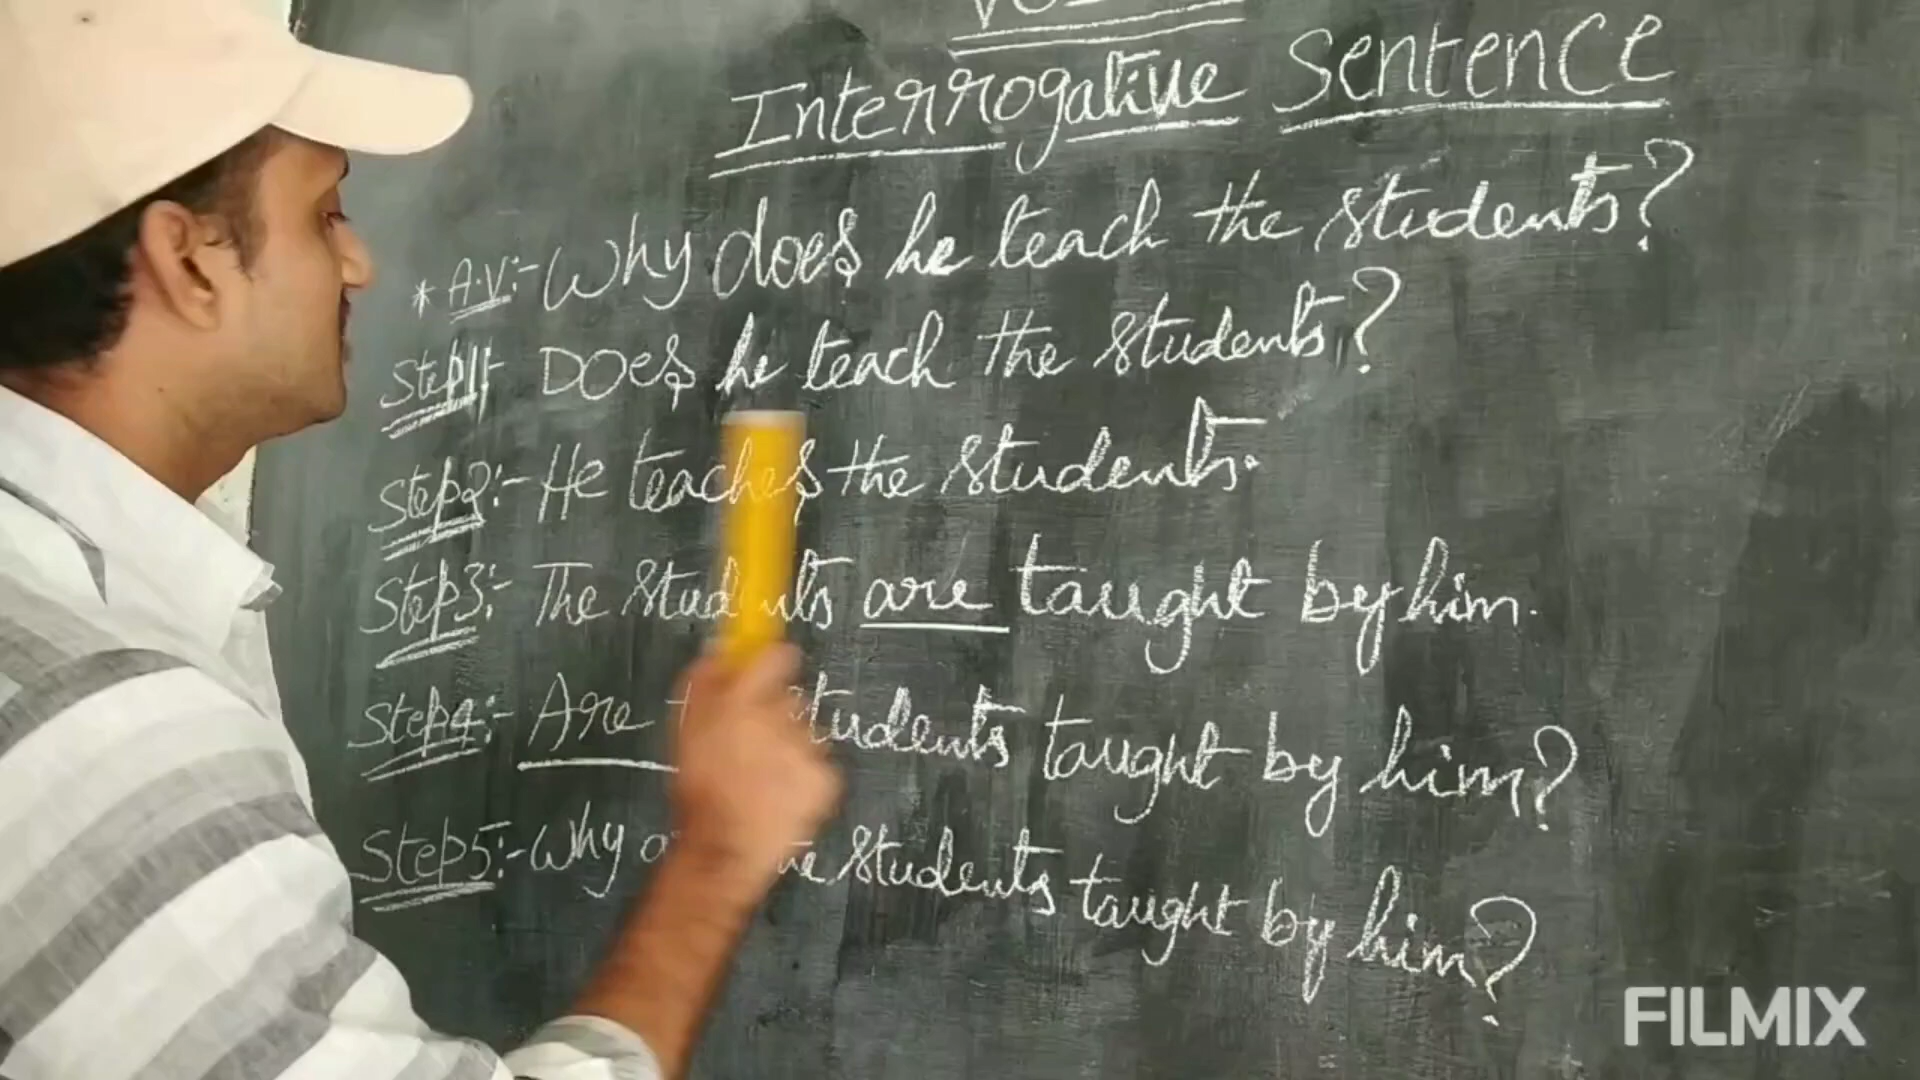 Interrogative Sentence
* A.V:- Why does he teach the students?
Step1:- Does he teach the students?
Step2:- He teaches the students.
Step3:- The students are taught by him.
Step4:- Are students taught by him?
Step5:- Why students taught by him?
FILMIX